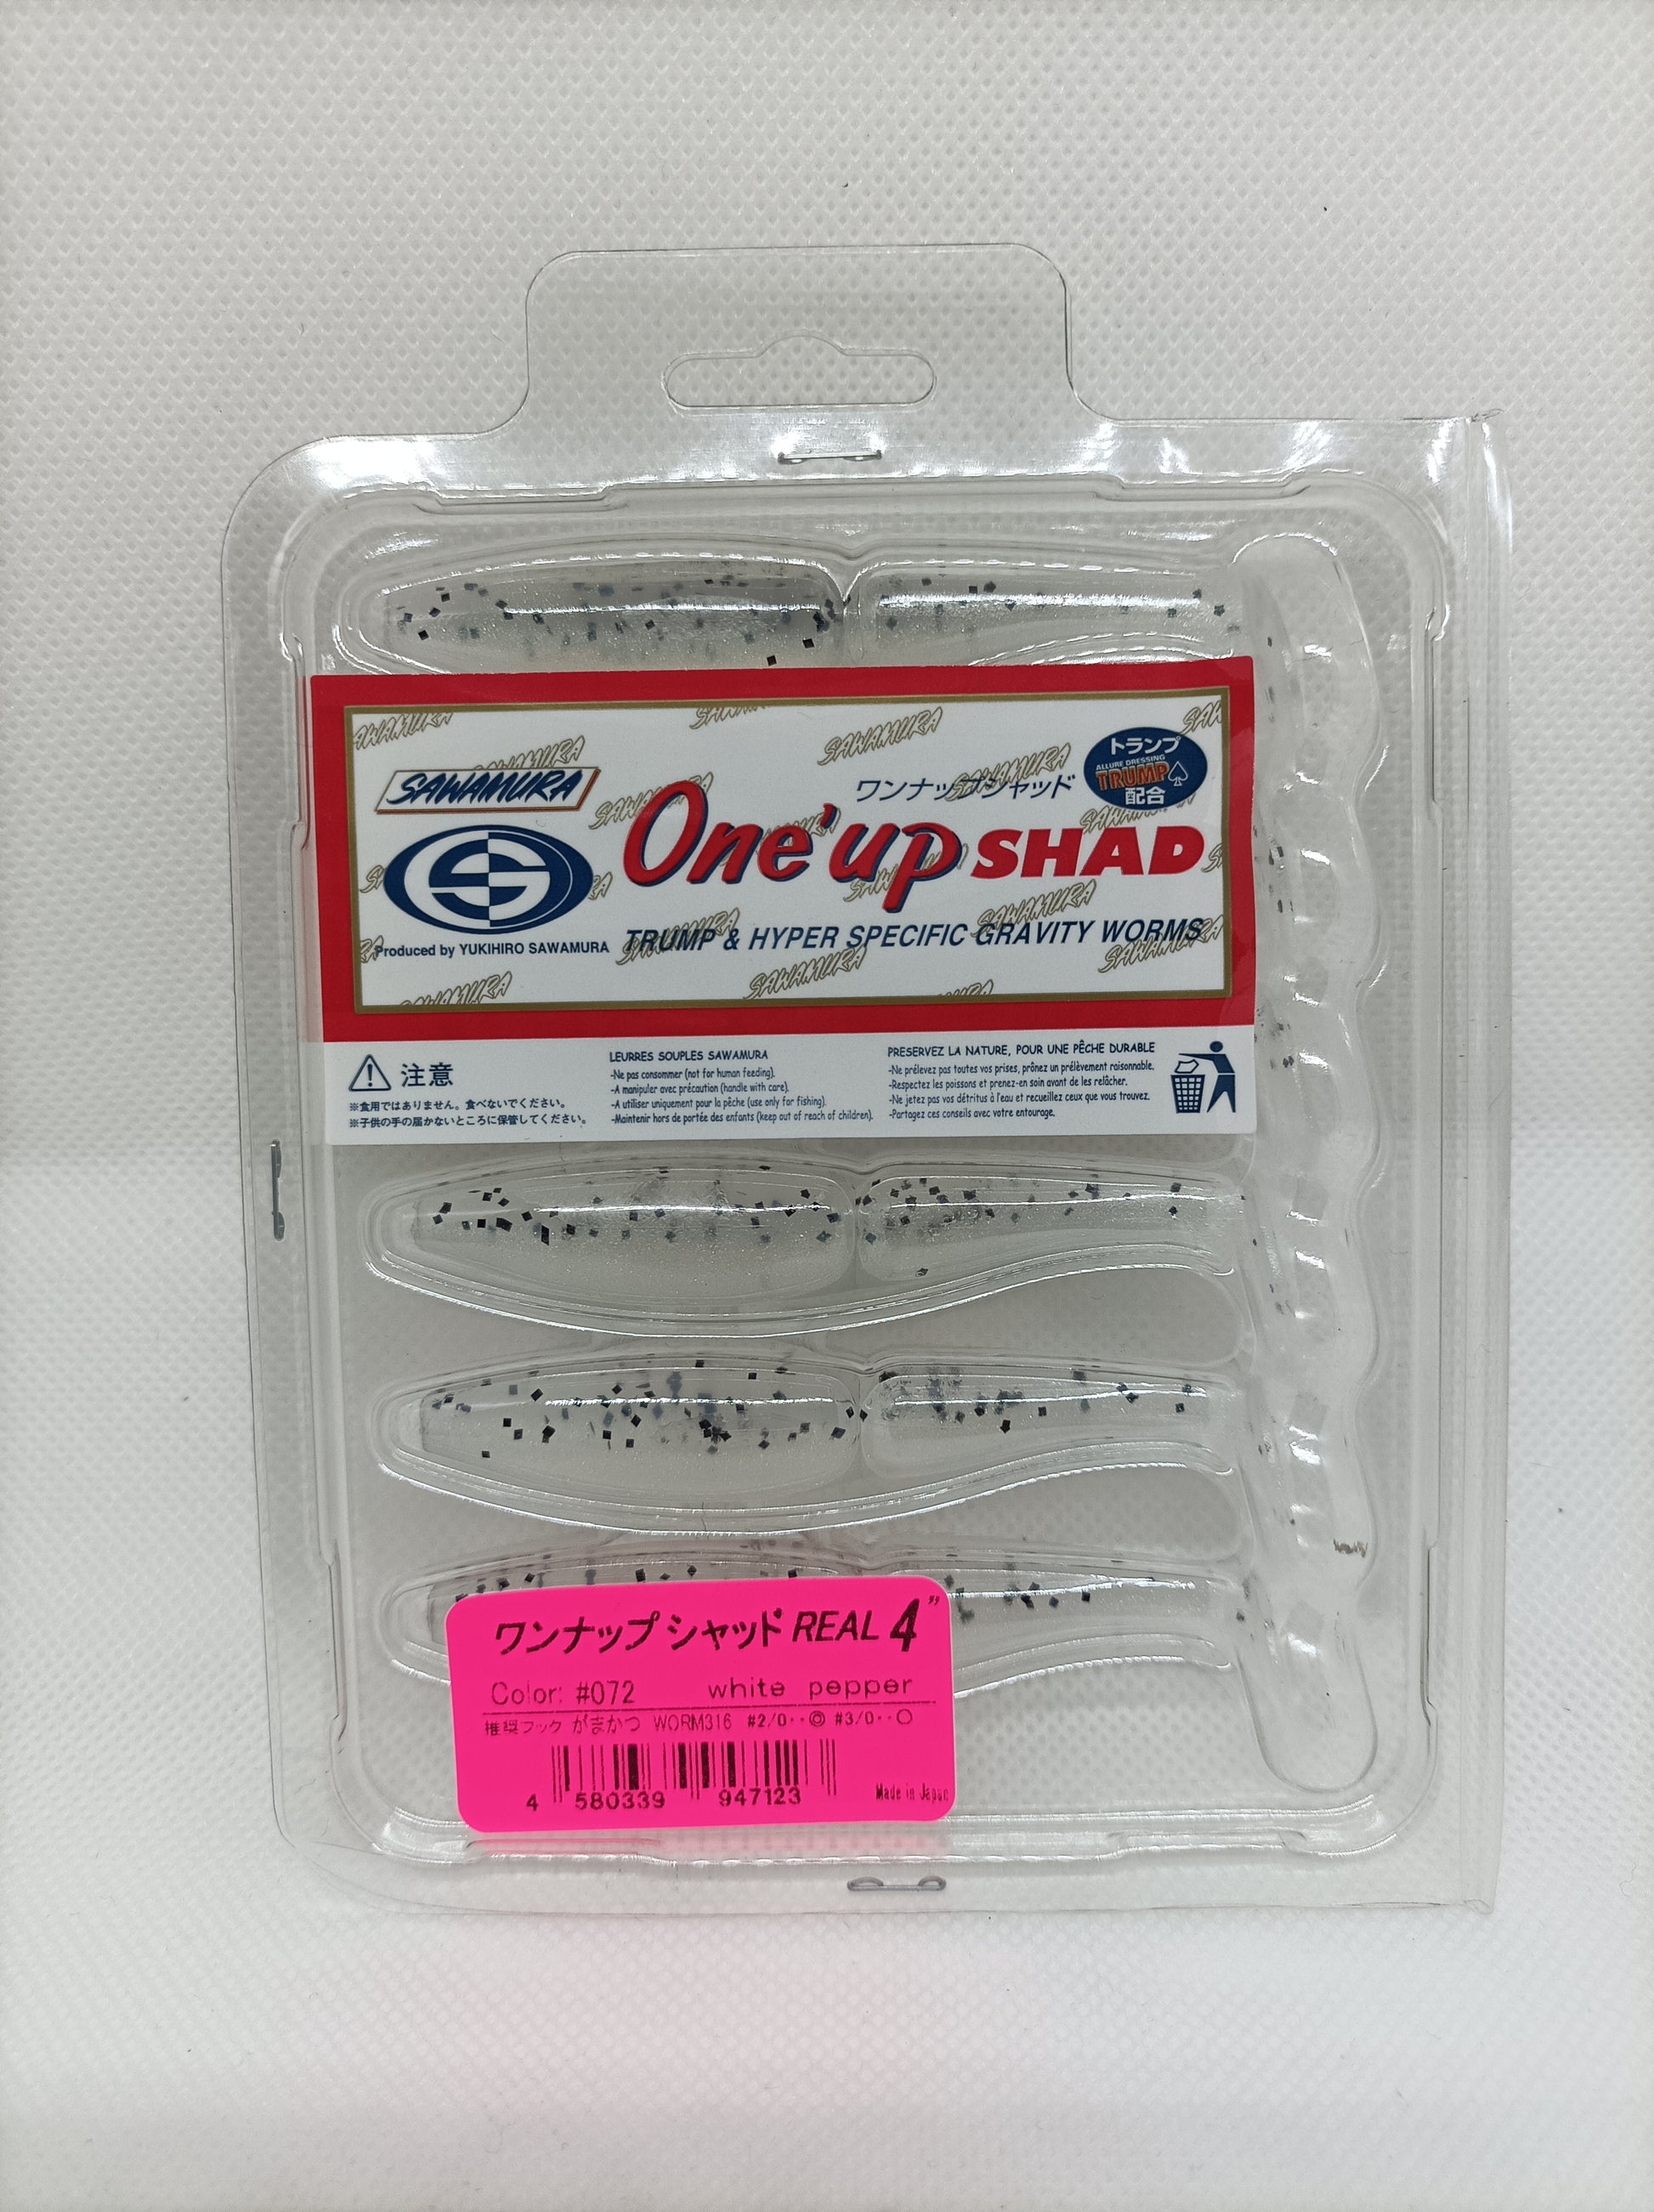 SAWAMURA
Produced by YUKIHIRO SAWAMURA
ワンナップシャッド
トランプ
ALLURE DRESSING
TRUMP
配合
One'up SHAD
TRUMP & HYPER SPECIFIC GRAVITY WORMS
注意
※食用ではありません。食べないでください。
※子供の手の届かないところに保管してください。
LEURRES SOUPLES SAWAMURA
-Ne pas consommer (not for human feeding).
-A manipuler avec précaution (handle with care).
-A utiliser uniquement pour la pêche (use only for fishing).
-Maintenir hors de portée des enfants (keep out of reach of children).
PRESERVEZ LA NATURE, POUR UNE PÊCHE DURABLE
-Ne prélevez pas toutes vos prises, prônez un prélèvement raisonnable.
-Respectez les poissons et prenez-en soin avant de les relâcher.
-Ne jetez pas vos détritus à l'eau et recueillez ceux que vous trouvez.
-Partagez ces conseils avec votre entourage.
ワンナップシャッド REAL 4"
Color: #072 white pepper
推奨フック がまかつ WORM316 #2/0‥◎ #3/0‥○
4 580339 947123
Made in Japan